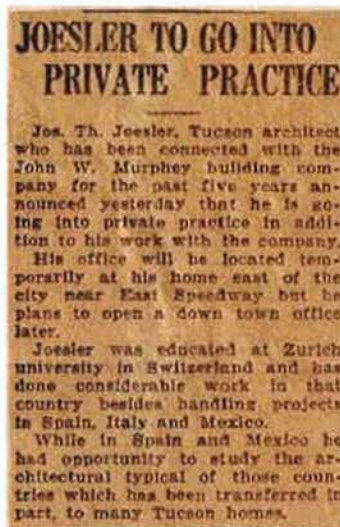 JOESLER TO GO INTO
PRIVATE PRACTICE
Jos. Th. Joesler, Tucson architect
who has been connected with the
John W. Murphey building com-
pany for the past five years an-
nounced yesterday that he is go-
ing into private practice in addi-
tion to his work with the company.
His office will be located tem-
porarily at his home east of the
city near East Speedway but he
plans to open a down town office
later.
Joesler was educated at Zurich
university in Switzerland and has
done considerable work in that
country besides handling projects
in Spain, Italy and Mexico.
While in Spain and Mexico he
had opportunity to study the ar-
chitectural typical of those coun-
tries which has been transferred in
part, to many Tucson homes.